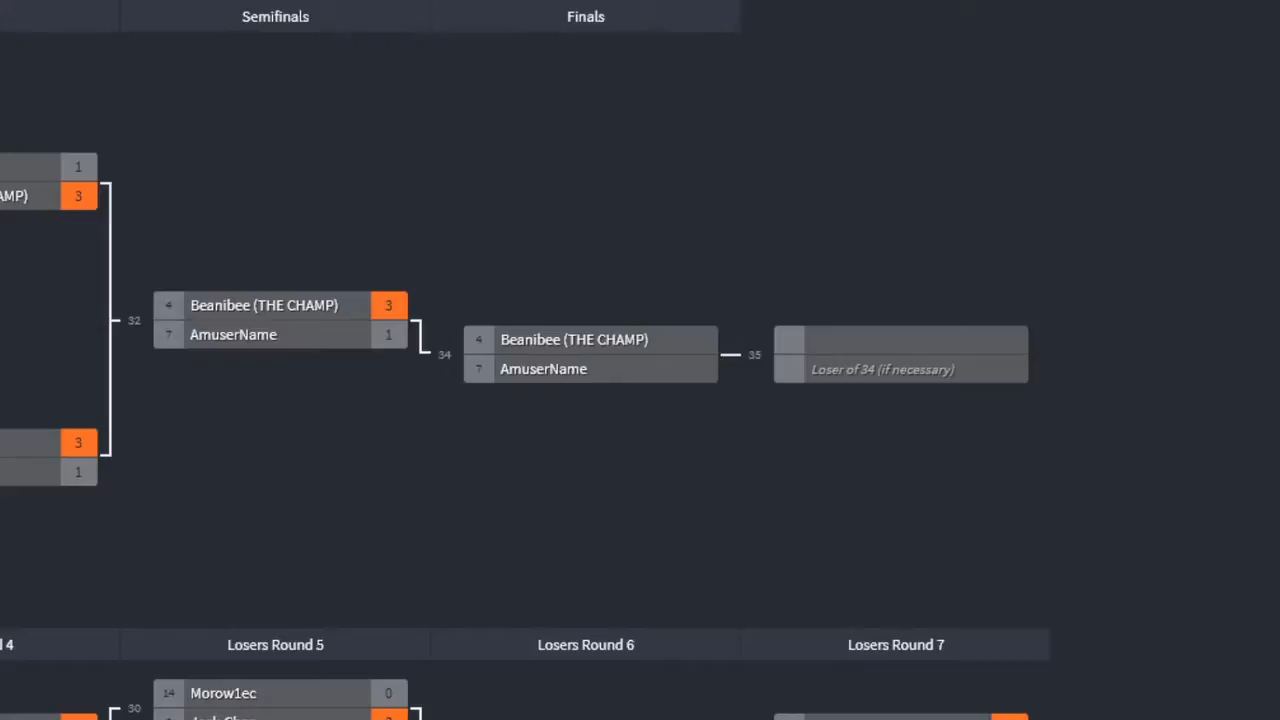 Semifinals
Finals
1
AMP) 3
3
1
32
4 Beanibee (THE CHAMP) 3
7 AmuserName 1
34
4 Beanibee (THE CHAMP)
7 AmuserName
35
Loser of 34 (if necessary)
4
Losers Round 5
Losers Round 6
Losers Round 7
30
14 Morow1ec 0